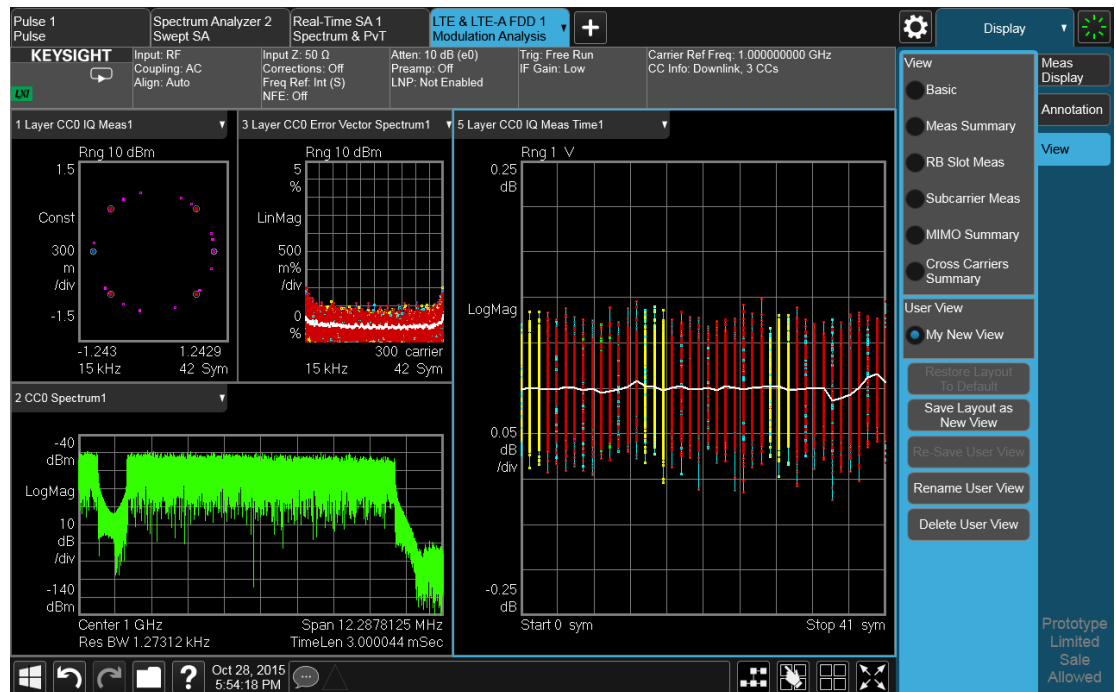 Pulse 1
Pulse
Spectrum Analyzer 2
Swept SA
Real-Time SA 1
Spectrum & PvT
LTE & LTE-A FDD 1
Modulation Analysis
Display
KEYSIGHT
LXI
Input: RF
Coupling: AC
Align: Auto
Input Z: 50 Ω
Corrections: Off
Freq Ref: Int (S)
NFE: Off
Atten: 10 dB (e0)
Preamp: Off
LNP: Not Enabled
Trig: Free Run
IF Gain: Low
Carrier Ref Freq: 1.000000000 GHz
CC Info: Downlink, 3 CCs
1 Layer CC0 IQ Meas1
Rng 10 dBm
1.5
Const
300
m
/div
-1.5
-1.243 1.2429
15 kHz 42 Sym
3 Layer CC0 Error Vector Spectrum1
Rng 10 dBm
5
%
LinMag
500
m%
/div
0
%
300 carrier
15 kHz 42 Sym
2 CC0 Spectrum1
-40
dBm
LogMag
10
dB
/div
-140
dBm
Center 1 GHz Span 12.2878125 MHz
Res BW 1.27312 kHz TimeLen 3.000044 mSec
5 Layer CC0 IQ Meas Time1
Rng 1 V
0.25
dB
LogMag
0.05
dB
/div
-0.25
dB
Start 0 sym Stop 41 sym
View
Basic
Meas Summary
RB Slot Meas
Subcarrier Meas
MIMO Summary
Cross Carriers
Summary
User View
My New View
Restore Layout
To Default
Save Layout as
New View
Re-Save User View
Rename User View
Delete User View
Meas
Display
Annotation
View
Prototype
Limited
Sale
Allowed
?
Oct 28, 2015
5:54:18 PM